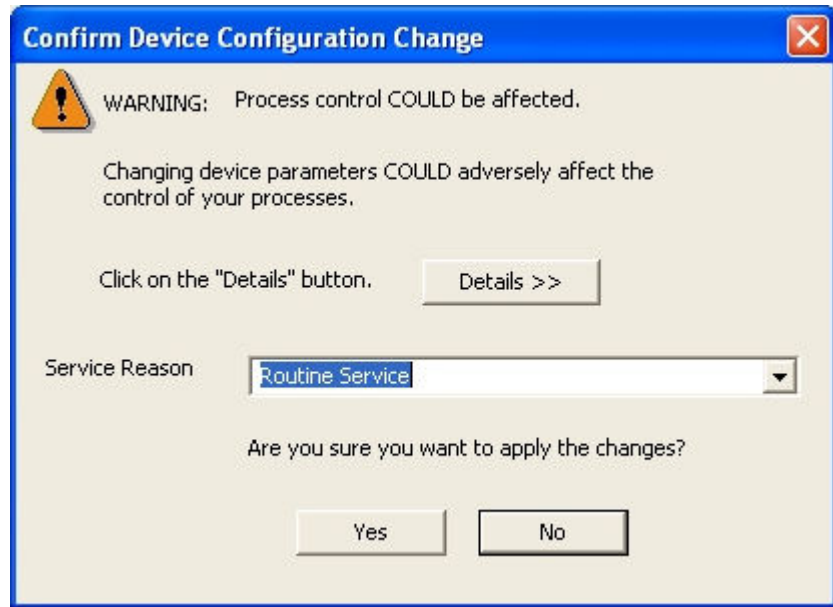 Confirm Device Configuration Change
WARNING: Process control COULD be affected.
Changing device parameters COULD adversely affect the
control of your processes.
Click on the "Details" button. Details >>
Service Reason Routine Service
Are you sure you want to apply the changes?
Yes No